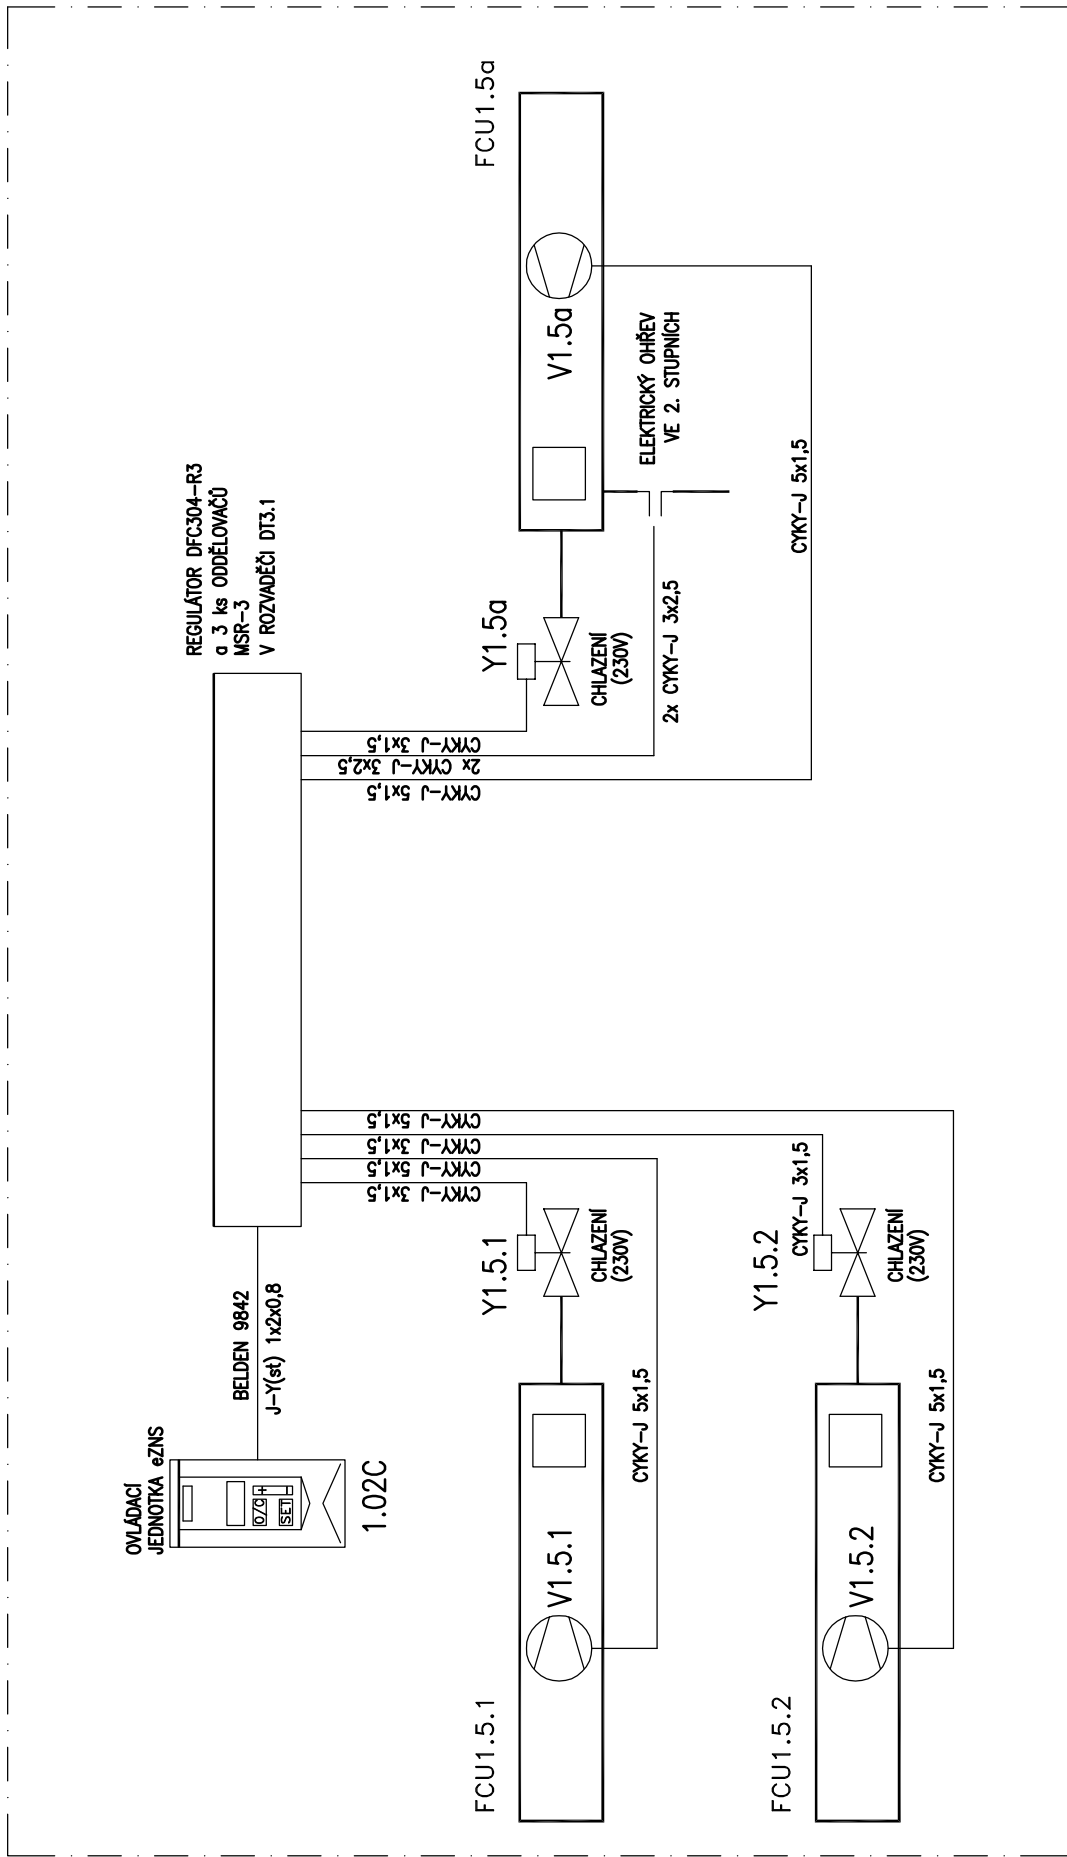 OVLÁDACÍ
JEDNOTKA eZNS
O/C
+
−
SET
1.02C
BELDEN 9842
J-Y(st) 1x2x0,8
REGULÁTOR DFC304-R3
a 3 ks ODDĚLOVAČŮ
MSR-3
V ROZVADĚČI DT3.1
CYKY-J 3x1,5
CYKY-J 5x1,5
CYKY-J 3x1,5
CYKY-J 5x1,5
CYKY-J 5x1,5
2x CYKY-J 3x2,5
CYKY-J 3x1,5
FCU1.5.1
V1.5.1
Y1.5.1
CHLAZENÍ
(230V)
CYKY-J 5x1,5
FCU1.5.2
V1.5.2
Y1.5.2
CYKY-J 3x1,5
CHLAZENÍ
(230V)
CYKY-J 5x1,5
FCU1.5a
V1.5a
Y1.5a
CHLAZENÍ
(230V)
ELEKTRICKÝ OHŘEV
VE 2. STUPNÍCH
2x CYKY-J 3x2,5
CYKY-J 5x1,5